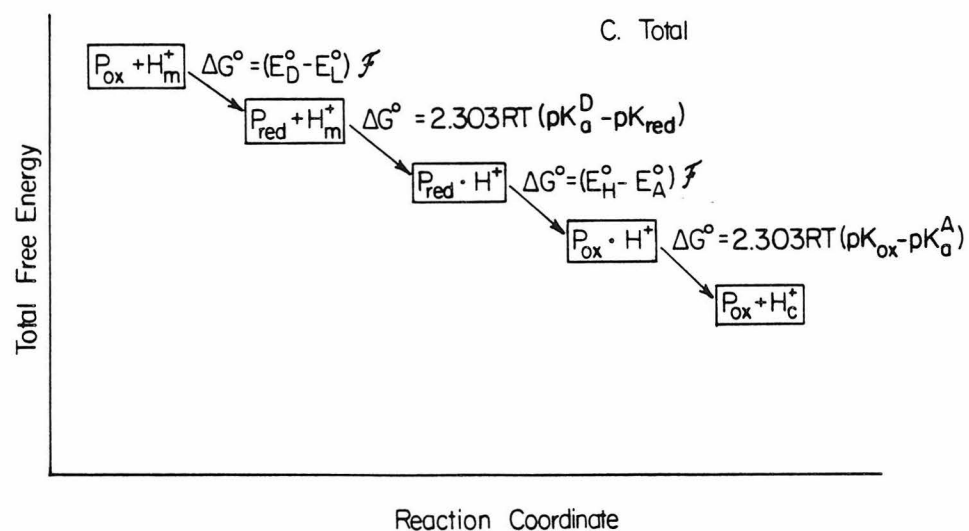 C. Total
P_ox + H_m^+ ΔG° = (E_D° - E_L°) ℱ
P_red + H_m^+ ΔG° = 2.303RT (pK_a^D - pK_red)
P_red · H^+ ΔG° = (E_H° - E_A°) ℱ
P_ox · H^+ ΔG° = 2.303RT (pK_ox - pK_a^A)
P_ox + H_c^+
Total Free Energy
Reaction Coordinate